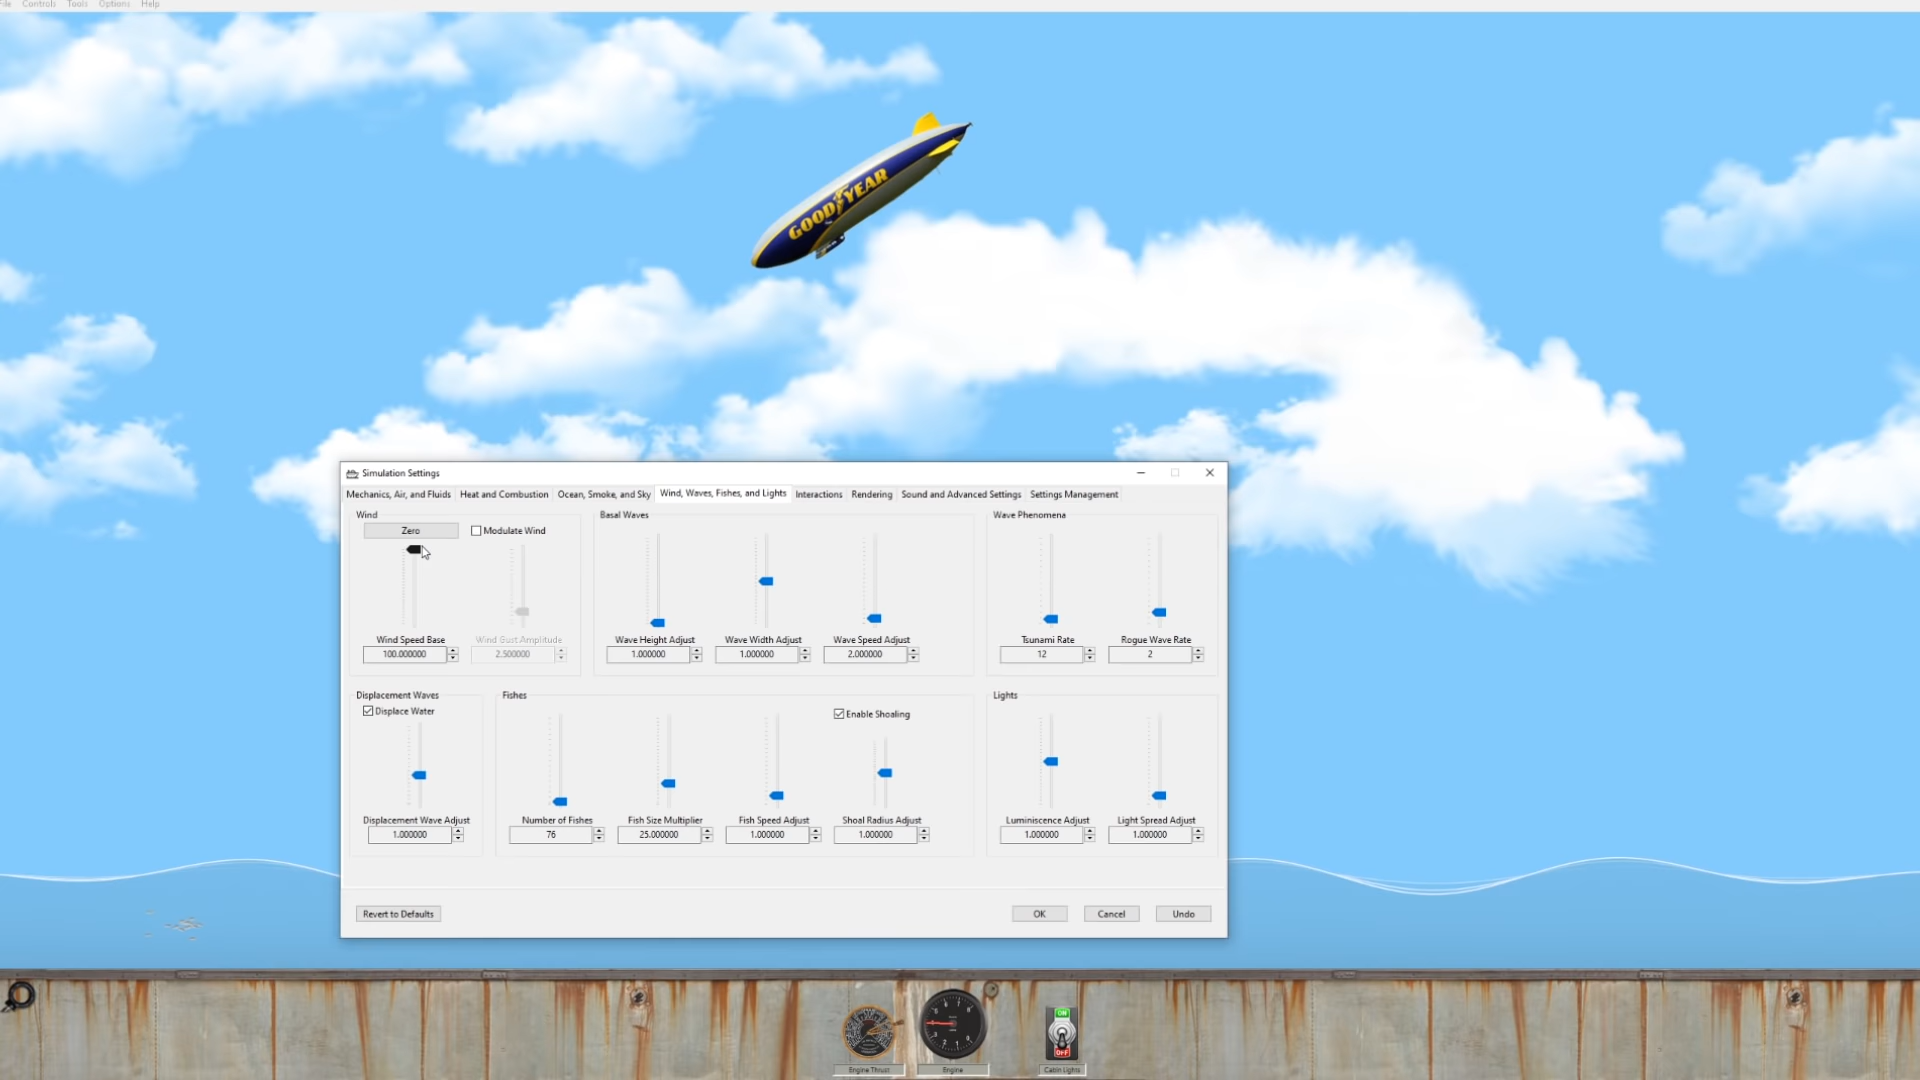 File Controls Tools Options Help
GOODYEAR
Simulation Settings
Mechanics, Air, and Fluids Heat and Combustion Ocean, Smoke, and Sky Wind, Waves, Fishes, and Lights Interactions Rendering Sound and Advanced Settings Settings Management
Wind Basal Waves Wave Phenomena
Zero Modulate Wind
Wind Speed Base Wind Gust Amplitude Wave Height Adjust Wave Width Adjust Wave Speed Adjust Tsunami Rate Rogue Wave Rate
100.000000 2.500000 1.000000 1.000000 2.000000 12 2
Displacement Waves Fishes Lights
Displace Water Enable Shoaling
Displacement Wave Adjust Number of Fishes Fish Size Multiplier Fish Speed Adjust Shoal Radius Adjust Luminiscence Adjust Light Spread Adjust
1.000000 76 25.000000 1.000000 1.000000 1.000000 1.000000
Revert to Defaults OK Cancel Undo
ON
OFF
Engine Thrust Engine Cabin Lights